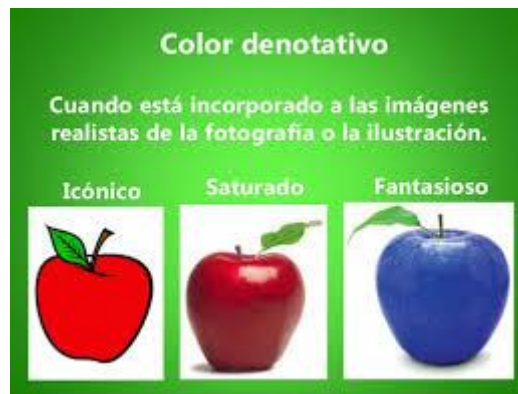 Color denotativo
Cuando está incorporado a las imágenes
realistas de la fotografía o la ilustración.
Icónico
Saturado
Fantasioso